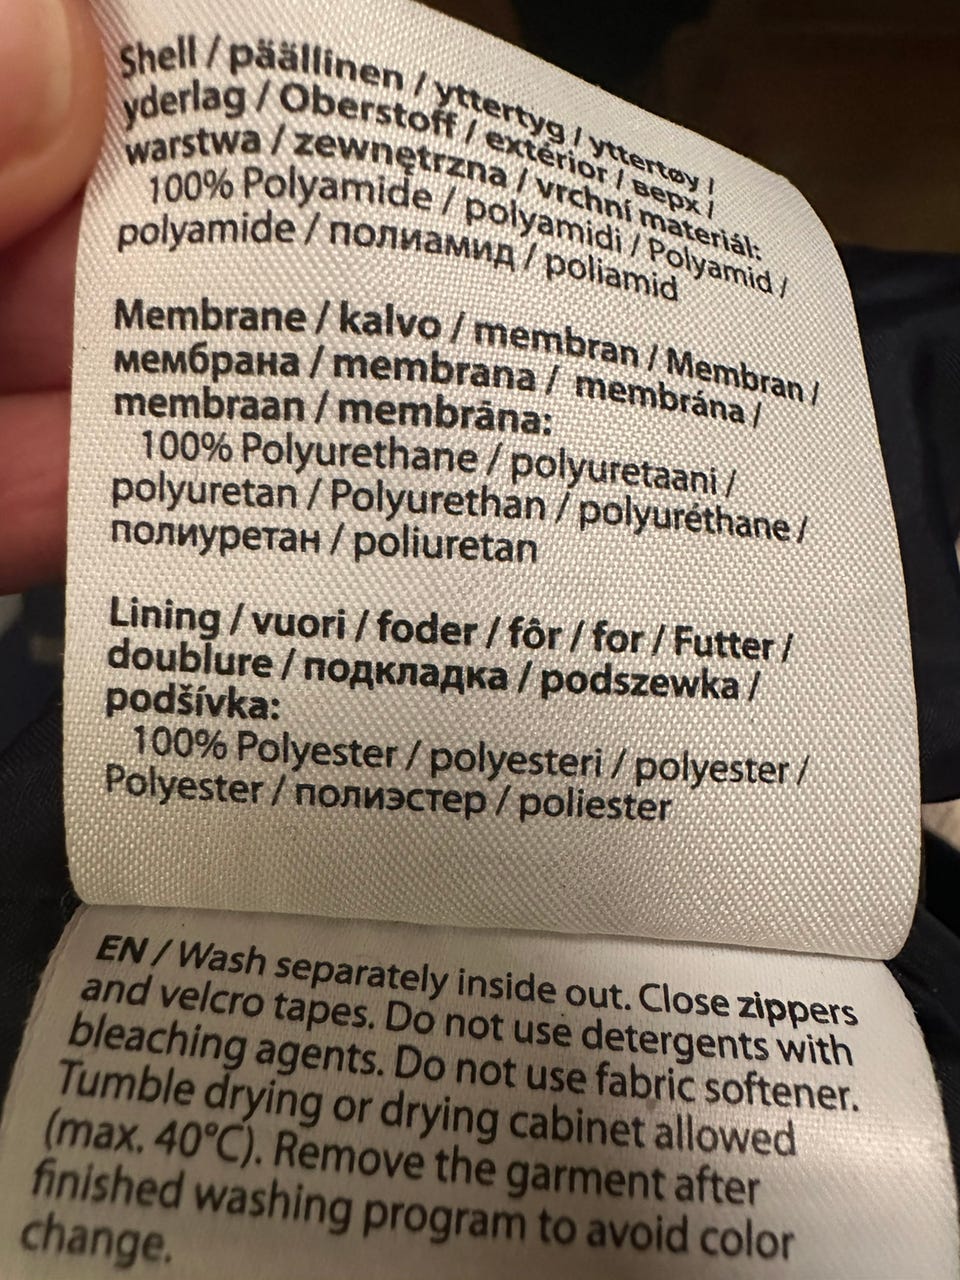 Shell / päällinen / yttertyg / yttertøy /
yderlag / Oberstoff / extérior / верх /
warstwa / zewnętrzna / vrchní materiál:
100% Polyamide / polyamidi / Polyamid /
polyamide / полиамид / poliamid
Membrane / kalvo / membran / Membran /
мембрана / membrana / membrána /
membraan / membrāna:
100% Polyurethane / polyuretaani /
polyuretan / Polyurethan / polyuréthane /
полиуретан / poliuretan
Lining / vuori / foder / fôr / for / Futter /
doublure / подкладка / podszewka /
podšívka:
100% Polyester / polyesteri / polyester /
Polyester / полиэстер / poliester
EN / Wash separately inside out. Close zippers
and velcro tapes. Do not use detergents with
bleaching agents. Do not use fabric softener.
Tumble drying or drying cabinet allowed
(max. 40°C). Remove the garment after
finished washing program to avoid color
change.